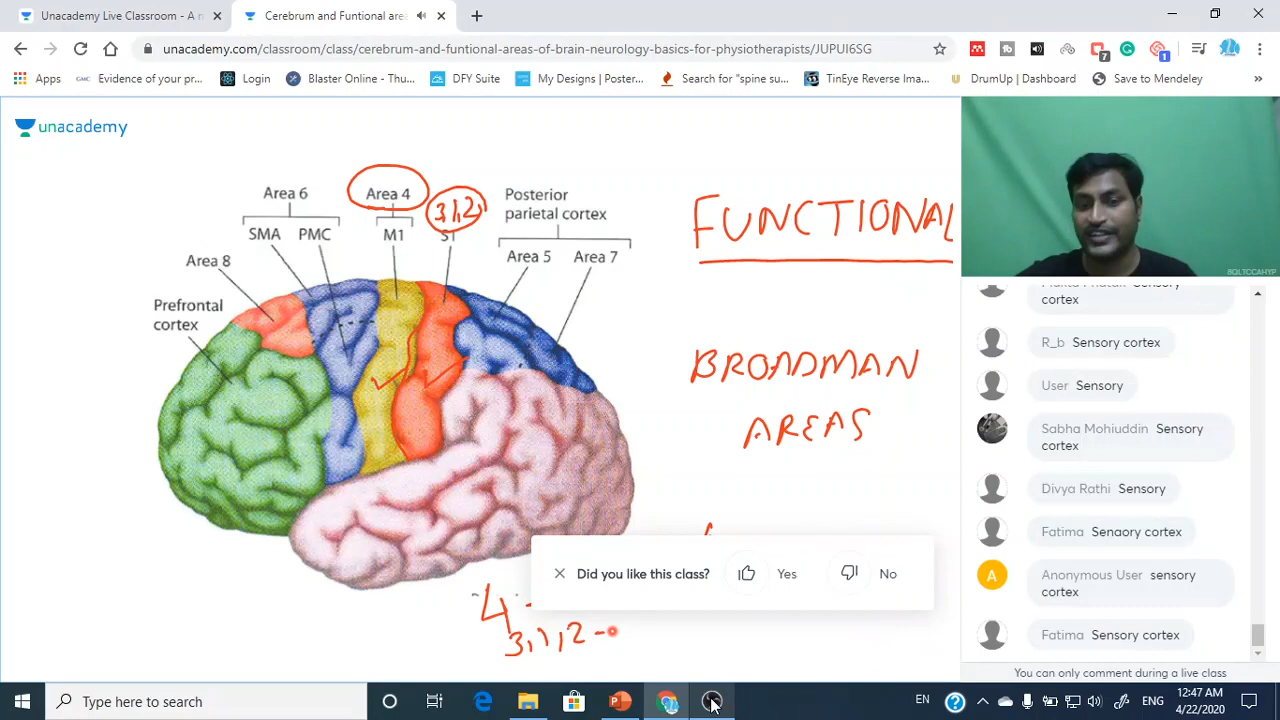 Unacademy Live Classroom - A m
Cerebrum and Funtional area
unacademy.com/classroom/class/cerebrum-and-funtional-areas-of-brain-neurology-basics-for-physiotherapists/JUPUI6SG
7
1
Apps
GMC
Evidence of your pr...
Login
Blaster Online - Thu...
DFY Suite
My Designs | Poster...
Search for "spine su...
TinEye Reverse Ima...
DrumUp | Dashboard
Save to Mendeley
»
unacademy
Area 6
Area 4
3,1,2,
Posterior
parietal cortex
SMA
PMC
M1
S1
Area 8
Area 5
Area 7
Prefrontal
cortex
FUNCTIONAL
BROADMAN
AREAS
Did you like this class?
Yes
No
4 -
3,1,2 -
8QLTCCAHYP
cortex
R_b Sensory cortex
User Sensory
Sabha Mohiuddin Sensory
cortex
Divya Rathi Sensory
Fatima Senaory cortex
A
Anonymous User sensory
cortex
Fatima Sensory cortex
You can only comment during a live class
Type here to search
EN
ENG
12:47 AM
4/22/2020